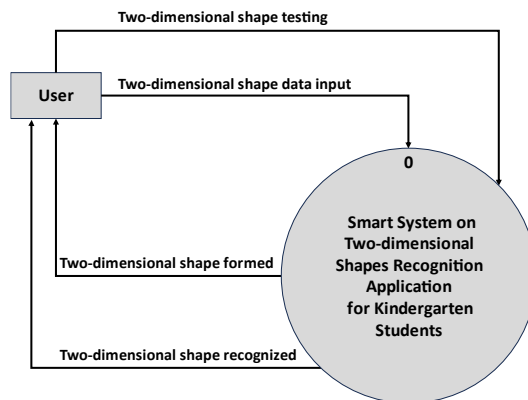 Two-dimensional shape testing
User
Two-dimensional shape data input
0
Smart System on
Two-dimensional
Shapes Recognition
Application
for Kindergarten
Students
Two-dimensional shape formed
Two-dimensional shape recognized